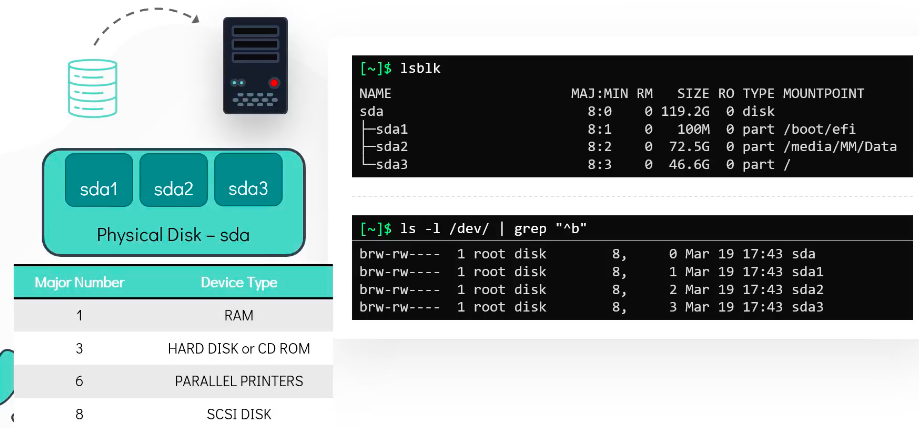 sda1 sda2 sda3
Physical Disk – sda
Major Number Device Type
1 RAM
3 HARD DISK or CD ROM
6 PARALLEL PRINTERS
8 SCSI DISK
[~]$ lsblk
NAME MAJ:MIN RM SIZE RO TYPE MOUNTPOINT
sda 8:0 0 119.2G 0 disk
├─sda1 8:1 0 100M 0 part /boot/efi
├─sda2 8:2 0 72.5G 0 part /media/MM/Data
└─sda3 8:3 0 46.6G 0 part /
[~]$ ls -l /dev/ | grep "^b"
brw-rw---- 1 root disk 8, 0 Mar 19 17:43 sda
brw-rw---- 1 root disk 8, 1 Mar 19 17:43 sda1
brw-rw---- 1 root disk 8, 2 Mar 19 17:43 sda2
brw-rw---- 1 root disk 8, 3 Mar 19 17:43 sda3